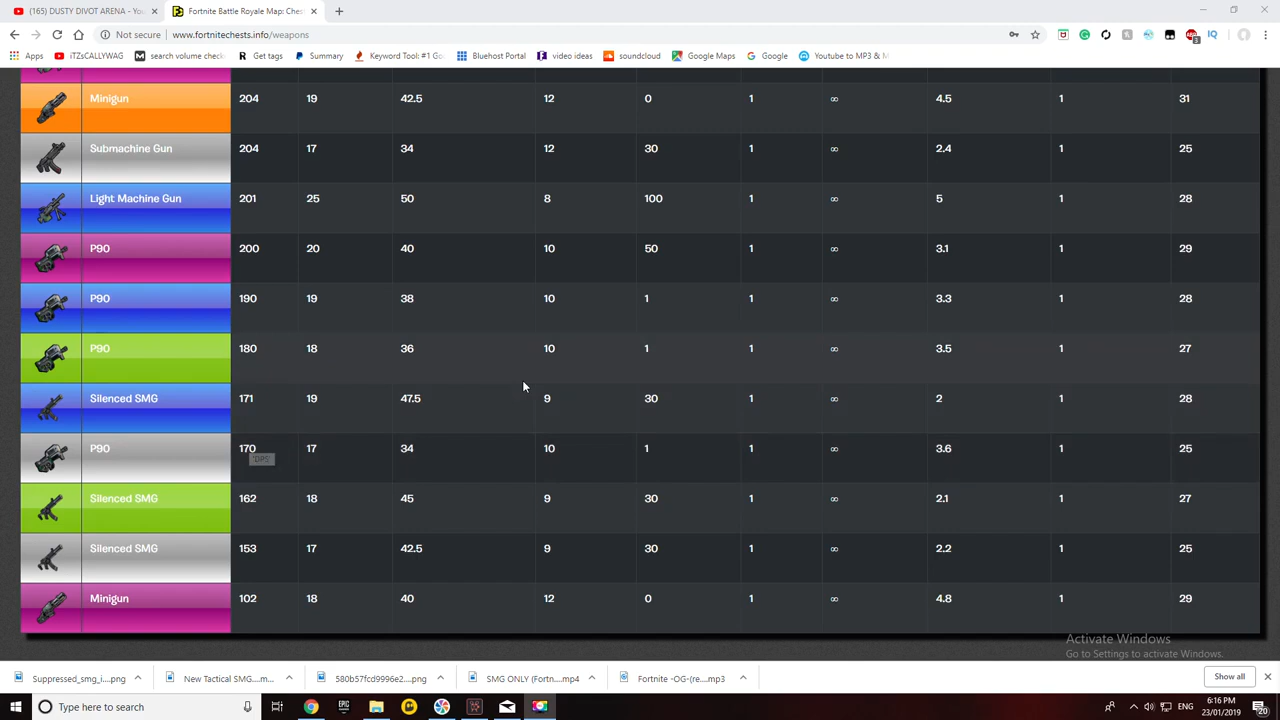 (165) DUSTY DIVOT ARENA - You
Fortnite Battle Royale Map: Ches
Not secure | www.fortnitechests.info/weapons
Apps iTZsCALLYWAG search volume check Get tags Summary Keyword Tool: #1 Go Bluehost Portal video ideas soundcloud Google Maps Google Youtube to MP3 & M
Minigun 204 19 42.5 12 0 1 ∞ 4.5 1 31
Submachine Gun 204 17 34 12 30 1 ∞ 2.4 1 25
Light Machine Gun 201 25 50 8 100 1 ∞ 5 1 28
P90 200 20 40 10 50 1 ∞ 3.1 1 29
P90 190 19 38 10 1 1 ∞ 3.3 1 28
P90 180 18 36 10 1 1 ∞ 3.5 1 27
Silenced SMG 171 19 47.5 9 30 1 ∞ 2 1 28
P90 170 17 34 10 1 1 ∞ 3.6 1 25
'DPS'
Silenced SMG 162 18 45 9 30 1 ∞ 2.1 1 27
Silenced SMG 153 17 42.5 9 30 1 ∞ 2.2 1 25
Minigun 102 18 40 12 0 1 ∞ 4.8 1 29
Activate Windows
Go to Settings to activate Windows.
Suppressed_smg_i....png New Tactical SMG....m... 580b57fcd9996e2....png SMG ONLY (Fortn....mp4 Fortnite -OG-(re....mp3 Show all
Type here to search
EPIC
ENG
6:16 PM
23/01/2019
20